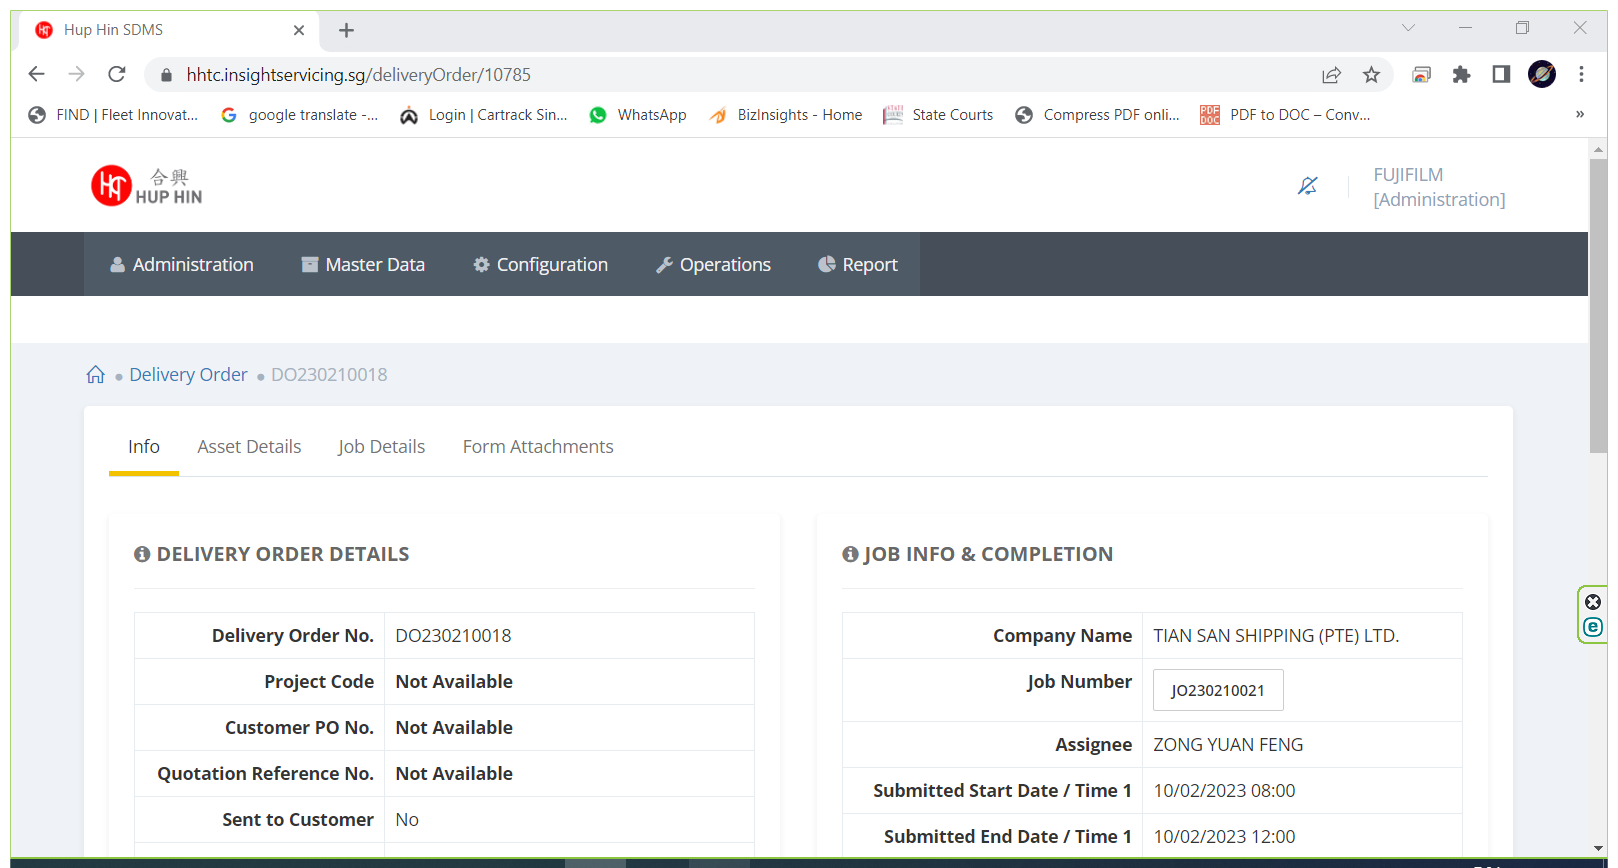 Hup Hin SDMS
hhtc.insightservicing.sg/deliveryOrder/10785
FIND | Fleet Innovat...
google translate -...
Login | Cartrack Sin...
WhatsApp
BizInsights - Home
State Courts
Compress PDF onli...
PDF to DOC – Conv...
»
合興
HUP HIN
FUJIFILM
[Administration]
Administration
Master Data
Configuration
Operations
Report
Delivery Order
DO230210018
Info
Asset Details
Job Details
Form Attachments
DELIVERY ORDER DETAILS
Delivery Order No. DO230210018
Project Code Not Available
Customer PO No. Not Available
Quotation Reference No. Not Available
Sent to Customer No
JOB INFO & COMPLETION
Company Name TIAN SAN SHIPPING (PTE) LTD.
Job Number JO230210021
Assignee ZONG YUAN FENG
Submitted Start Date / Time 1 10/02/2023 08:00
Submitted End Date / Time 1 10/02/2023 12:00